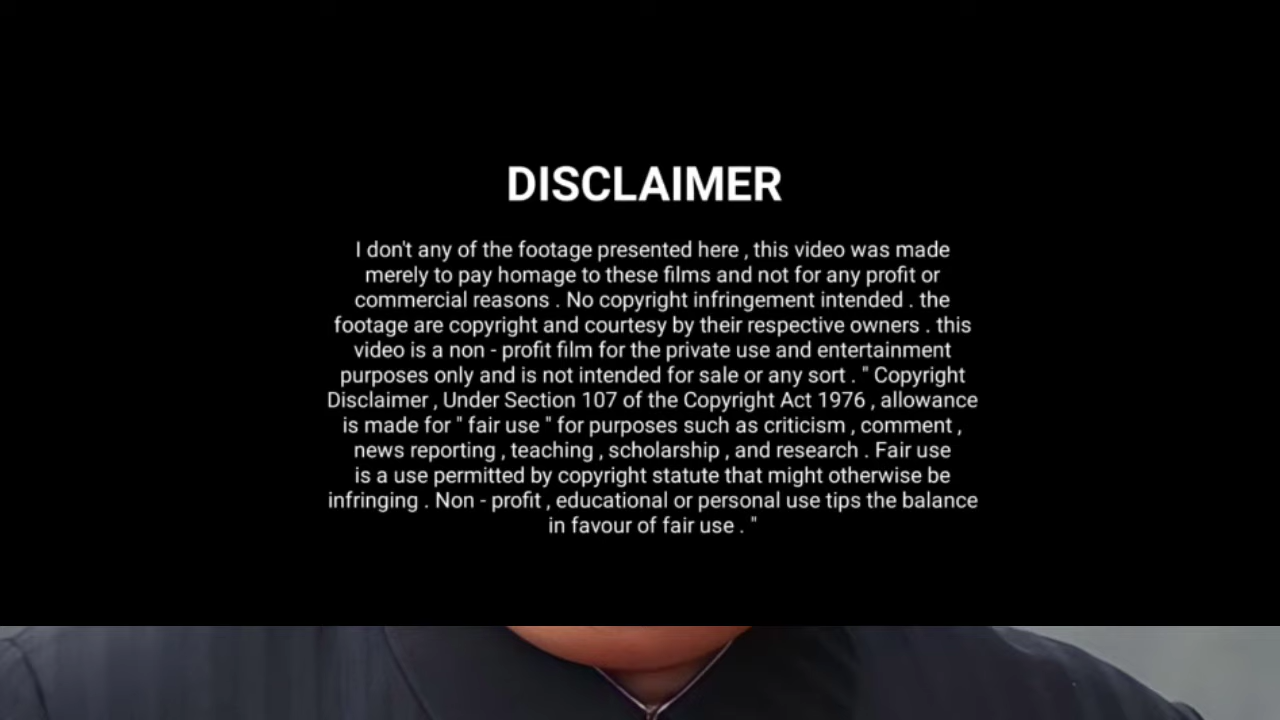 DISCLAIMER
I don't any of the footage presented here , this video was made
merely to pay homage to these films and not for any profit or
commercial reasons . No copyright infringement intended . the
footage are copyright and courtesy by their respective owners . this
video is a non - profit film for the private use and entertainment
purposes only and is not intended for sale or any sort . " Copyright
Disclaimer , Under Section 107 of the Copyright Act 1976 , allowance
is made for " fair use " for purposes such as criticism , comment ,
news reporting , teaching , scholarship , and research . Fair use
is a use permitted by copyright statute that might otherwise be
infringing . Non - profit , educational or personal use tips the balance
in favour of fair use . "